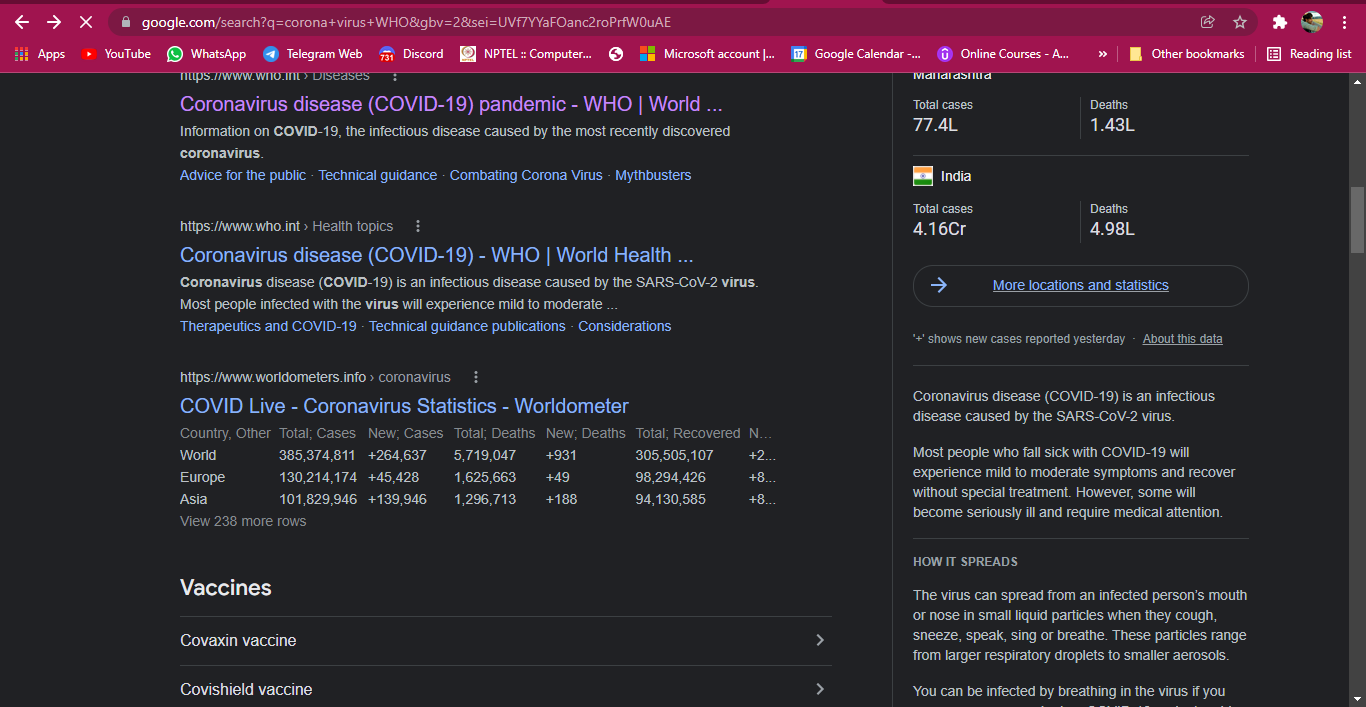 google.com/search?q=corona+virus+WHO&gbv=2&sei=UVf7YYaFOanc2roPrfW0uAE
Apps YouTube WhatsApp Telegram Web 731 Discord NPTEL :: Computer... Microsoft account |... 17 Google Calendar -... Online Courses - A... » Other bookmarks Reading list
https://www.who.int › Diseases
Coronavirus disease (COVID-19) pandemic - WHO | World ...
Information on COVID-19, the infectious disease caused by the most recently discovered
coronavirus.
Advice for the public · Technical guidance · Combating Corona Virus · Mythbusters
https://www.who.int › Health topics
Coronavirus disease (COVID-19) - WHO | World Health ...
Coronavirus disease (COVID-19) is an infectious disease caused by the SARS-CoV-2 virus.
Most people infected with the virus will experience mild to moderate ...
Therapeutics and COVID-19 · Technical guidance publications · Considerations
https://www.worldometers.info › coronavirus
COVID Live - Coronavirus Statistics - Worldometer
Country, Other Total; Cases New; Cases Total; Deaths New; Deaths Total; Recovered N...
World 385,374,811 +264,637 5,719,047 +931 305,505,107 +2...
Europe 130,214,174 +45,428 1,625,663 +49 98,294,426 +8...
Asia 101,829,946 +139,946 1,296,713 +188 94,130,585 +8...
View 238 more rows
Vaccines
Covaxin vaccine
Covishield vaccine
Maharashtra
Total cases Deaths
77.4L 1.43L
India
Total cases Deaths
4.16Cr 4.98L
More locations and statistics
'+' shows new cases reported yesterday · About this data
Coronavirus disease (COVID-19) is an infectious
disease caused by the SARS-CoV-2 virus.
Most people who fall sick with COVID-19 will
experience mild to moderate symptoms and recover
without special treatment. However, some will
become seriously ill and require medical attention.
HOW IT SPREADS
The virus can spread from an infected person's mouth
or nose in small liquid particles when they cough,
sneeze, speak, sing or breathe. These particles range
from larger respiratory droplets to smaller aerosols.
You can be infected by breathing in the virus if you